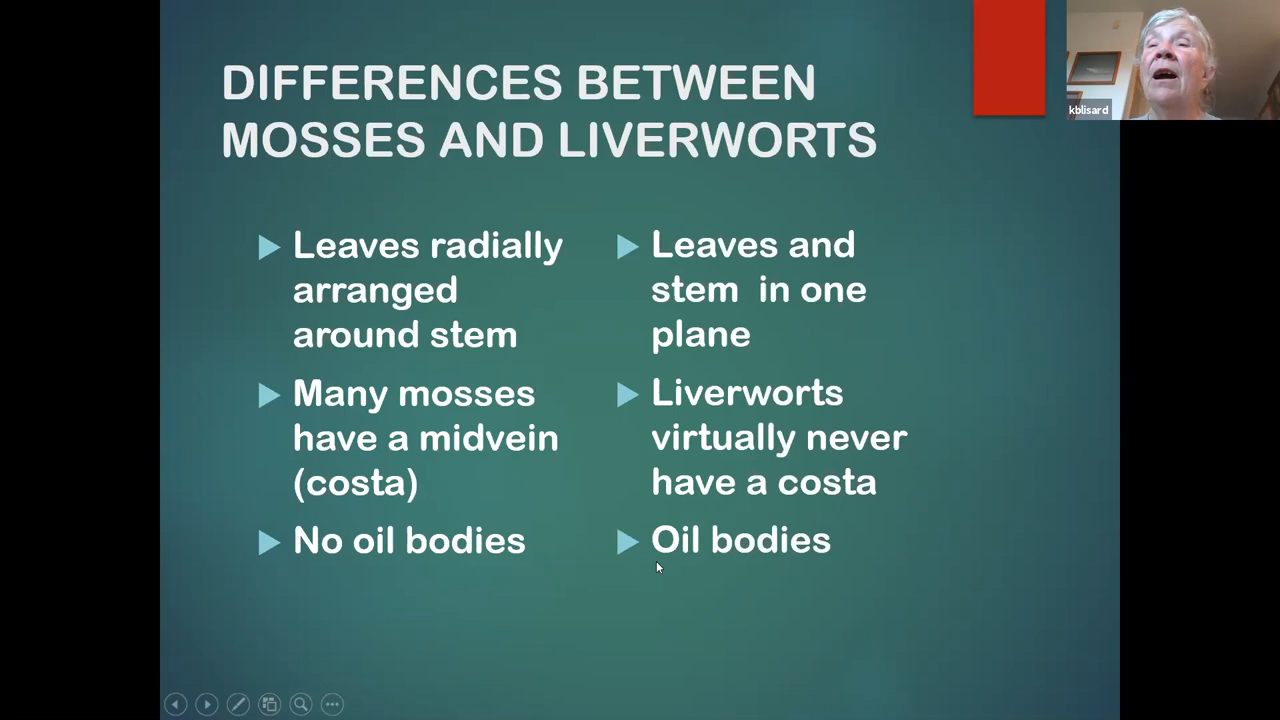 DIFFERENCES BETWEEN
MOSSES AND LIVERWORTS
kblisard
Leaves radially
arranged
around stem
Many mosses
have a midvein
(costa)
No oil bodies
Leaves and
stem in one
plane
Liverworts
virtually never
have a costa
Oil bodies